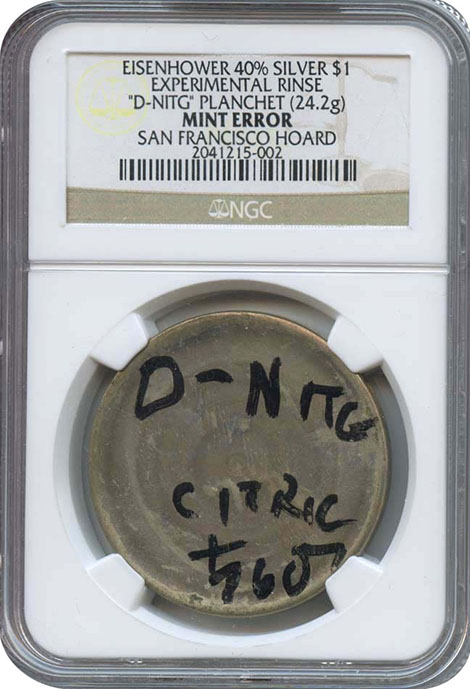 EISENHOWER 40% SILVER $1
EXPERIMENTAL RINSE
"D-NITG" PLANCHET (24.2g)
MINT ERROR
SAN FRANCISCO HOARD
2041215-002
NGC
D-NITG
CITRIC